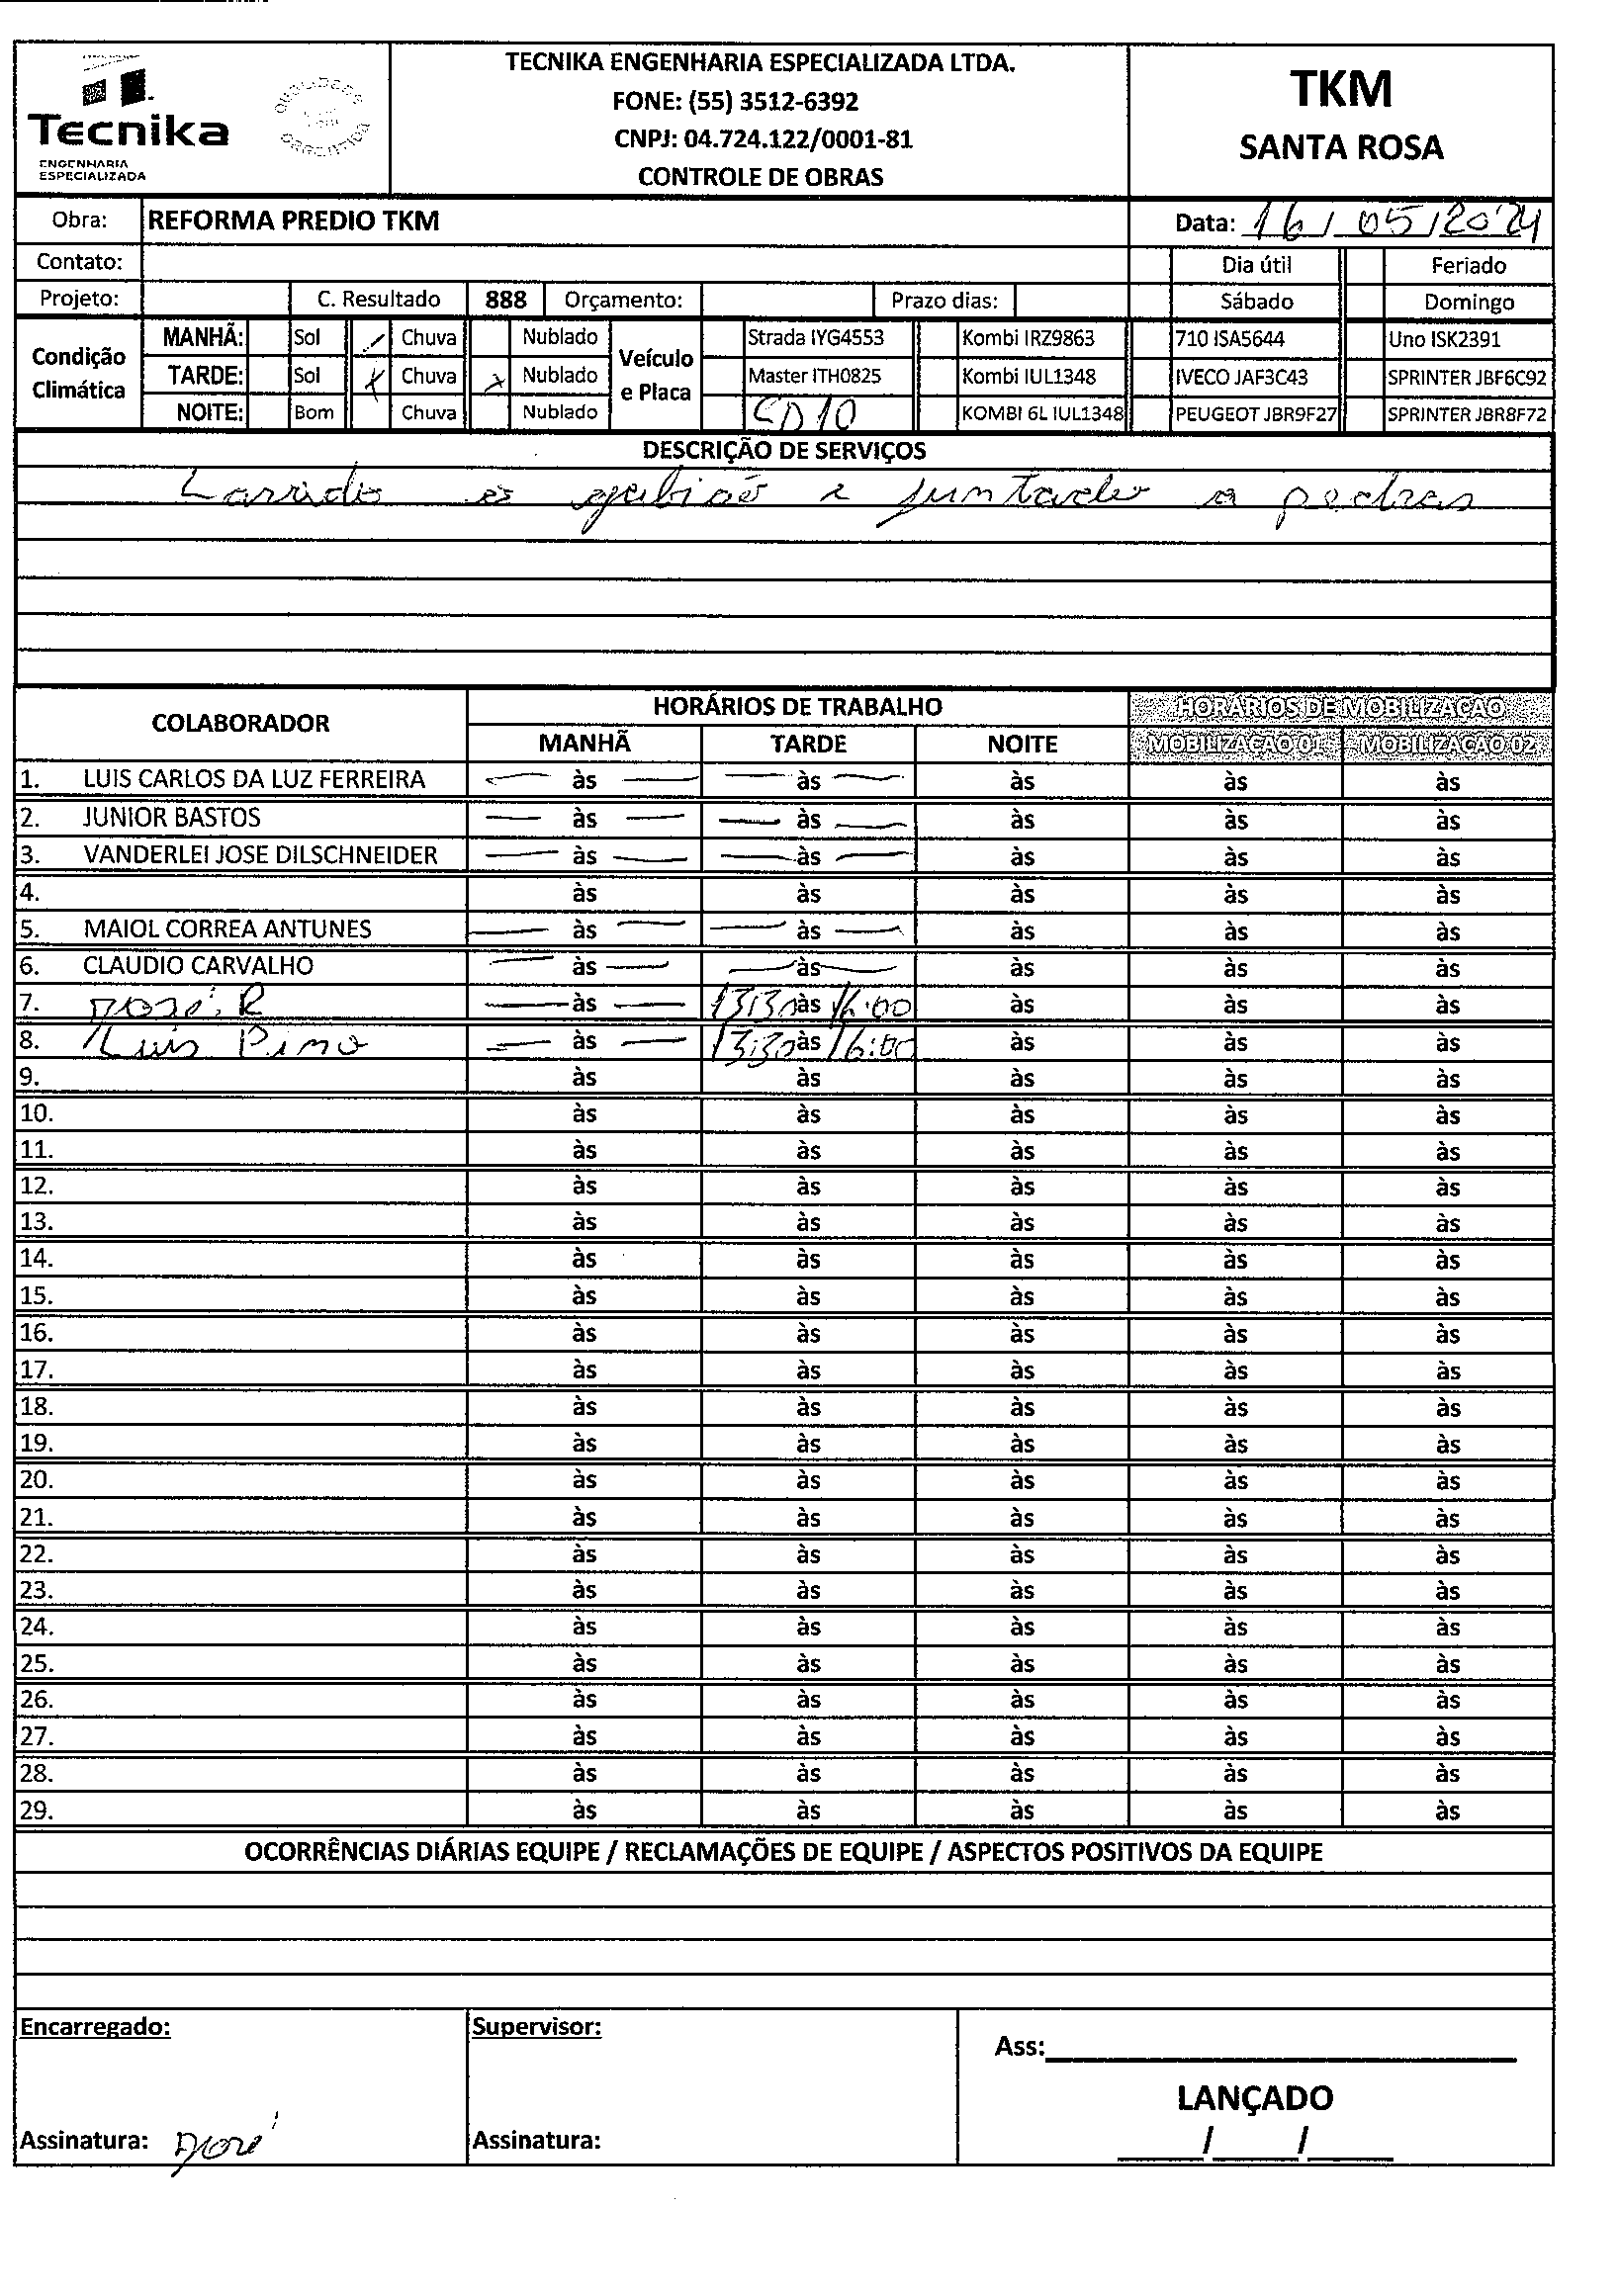 Tecnika
ENGENHARIA
ESPECIALIZADA
TECNIKA ENGENHARIA ESPECIALIZADA LTDA.
FONE: (55) 3512-6392
CNPJ: 04.724.122/0001-81
CONTROLE DE OBRAS
TKM
SANTA ROSA
Obra: REFORMA PREDIO TKM Data: 16/05/2024
Contato: Dia útil Feriado
Projeto: C. Resultado 888 Orçamento: Prazo dias: Sábado Domingo
Condição Climática Veículo e Placa
MANHÃ: Sol / Chuva Nublado Strada IYG4553 Kombi IRZ9863 710 ISA5644 Uno ISK2391
TARDE: Sol X Chuva X Nublado Master ITH0825 Kombi IUL1348 IVECO JAF3C43 SPRINTER JBF6C92
NOITE: Bom Chuva Nublado SD10 KOMBI 6L IUL1348 PEUGEOT JBR9F27 SPRINTER JBR8F72
DESCRIÇÃO DE SERVIÇOS
gabiaõ e juntado a pedras
COLABORADOR HORÁRIOS DE TRABALHO HORÁRIOS DE MOBILIZAÇÃO
MANHÃ TARDE NOITE MOBILIZAÇÃO 01 MOBILIZAÇÃO 02
1. LUIS CARLOS DA LUZ FERREIRA — às — — às — às às às
2. JUNIOR BASTOS — às — — às — às às às
3. VANDERLEI JOSE DILSCHNEIDER — às — — às — às às às
4. às às às às às
5. MAIOL CORREA ANTUNES — às — — às — às às às
6. CLAUDIO CARVALHO — às — — às — às às às
7. R — às — 13:30 às 16:00 às às às
8. Luis Pino — às — 13:30 às 16:00 às às às
9. às às às às às
10. às às às às às
11. às às às às às
12. às às às às às
13. às às às às às
14. às às às às às
15. às às às às às
16. às às às às às
17. às às às às às
18. às às às às às
19. às às às às às
20. às às às às às
21. às às às às às
22. às às às às às
23. às às às às às
24. às às às às às
25. às às às às às
26. às às às às às
27. às às às às às
28. às às às às às
29. às às às às às
OCORRÊNCIAS DIÁRIAS EQUIPE / RECLAMAÇÕES DE EQUIPE / ASPECTOS POSITIVOS DA EQUIPE
Encarregado: Supervisor: Ass:
LANÇADO
Assinatura: Assinatura: / /